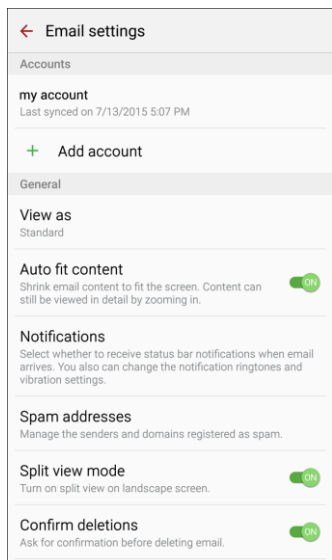 Email settings
Accounts
my account
Last synced on 7/13/2015 5:07 PM
+ Add account
General
View as
Standard
Auto fit content
Shrink email content to fit the screen. Content can
still be viewed in detail by zooming in.
ON
Notifications
Select whether to receive status bar notifications when email
arrives. You also can change the notification ringtones and
vibration settings.
Spam addresses
Manage the senders and domains registered as spam.
Split view mode
Turn on split view on landscape screen.
ON
Confirm deletions
Ask for confirmation before deleting email.
ON